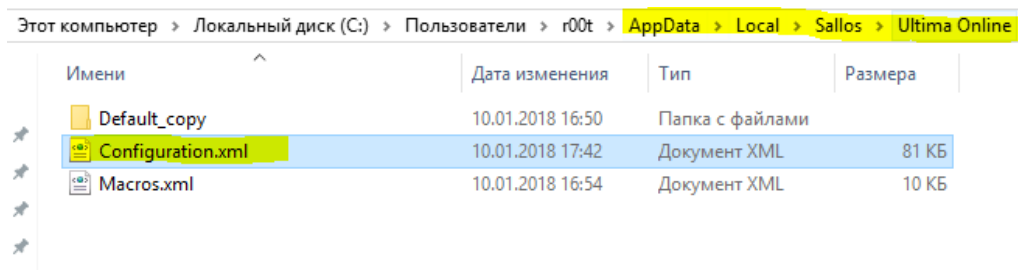 Этот компьютер > Локальный диск (C:) > Пользователи > r00t > AppData > Local > Sallos > Ultima Online
Имени Дата изменения Тип Размера
Default_copy 10.01.2018 16:50 Папка с файлами
Configuration.xml 10.01.2018 17:42 Документ XML 81 КБ
Macros.xml 10.01.2018 16:54 Документ XML 10 КБ